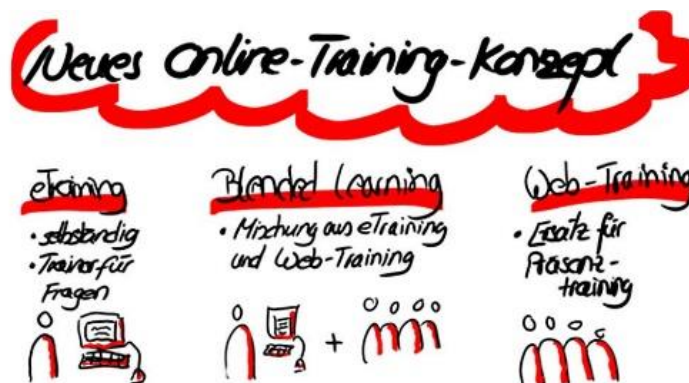 Neues Online-Training-Konzept
eTraining
• selbständig
• Trainer für
Fragen
Blended Learning
• Mischung aus eTraining
und Web-Training
+
Web-Training
• Ersatz für
Präsenz-
training